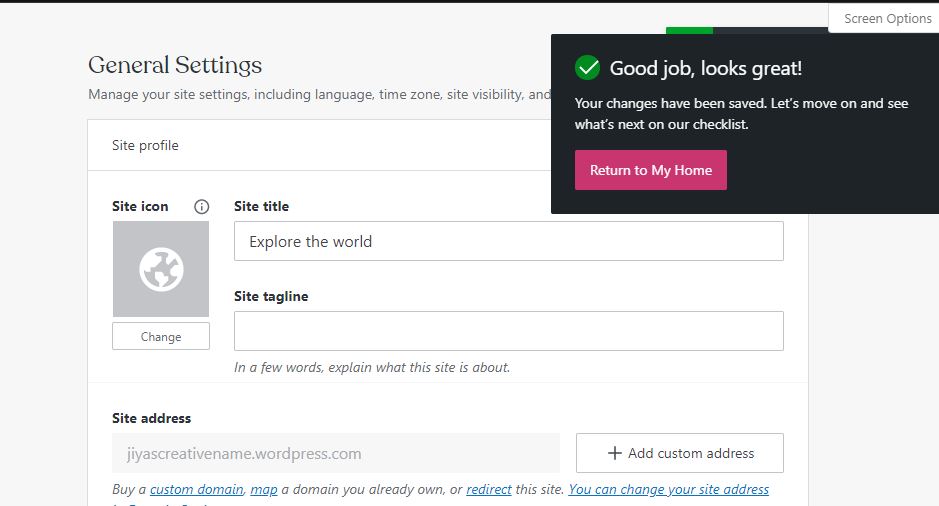 Screen Options
General Settings
Manage your site settings, including language, time zone, site visibility, and
Good job, looks great!
Your changes have been saved. Let's move on and see
what's next on our checklist.
Return to My Home
Site profile
Site icon
Site title
Explore the world
Change
Site tagline
In a few words, explain what this site is about.
Site address
jiyascreativename.wordpress.com
+ Add custom address
Buy a custom domain, map a domain you already own, or redirect this site. You can change your site address